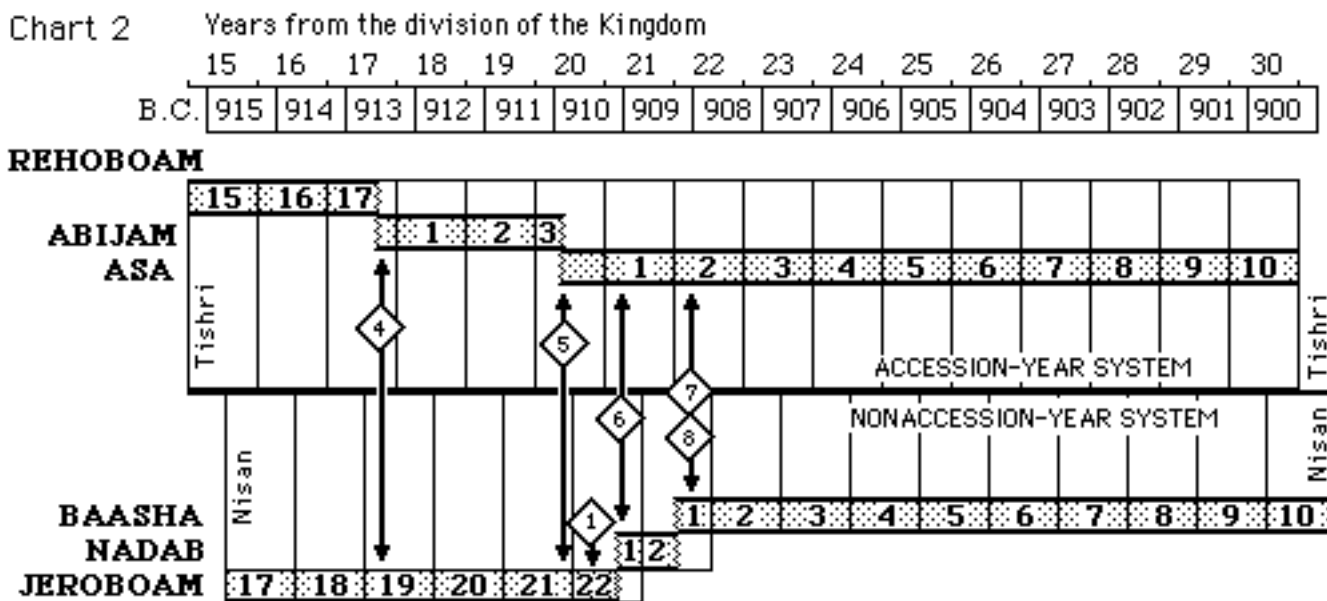 Chart 2 Years from the division of the Kingdom
15 16 17 18 19 20 21 22 23 24 25 26 27 28 29 30
B.C. 915 914 913 912 911 910 909 908 907 906 905 904 903 902 901 900
REHOBOAM
15 16 17
ABIJAM 1 2 3
ASA 1 2 3 4 5 6 7 8 9 10
Tishri
4
5
Tishri
ACCESSION-YEAR SYSTEM
7
6
NONACCESSION-YEAR SYSTEM
8
Nisan
Nisan
BAASHA 1 1 2 3 4 5 6 7 8 9 10
NADAB 1 2
JEROBOAM 17 18 19 20 21 22